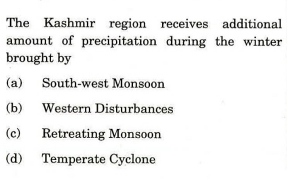 The Kashmir region receives additional
amount of precipitation during the winter
brought by
(a) South-west Monsoon
(b) Western Disturbances
(c) Retreating Monsoon
(d) Temperate Cyclone